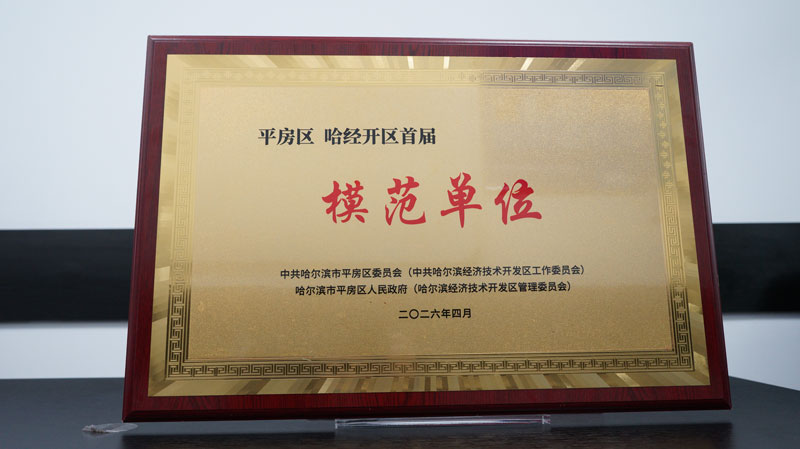 平房区 哈经开区首届
模范单位
中共哈尔滨市平房区委员会（中共哈尔滨经济技术开发区工作委员会）
哈尔滨市平房区人民政府（哈尔滨经济技术开发区管理委员会）
二〇二六年四月